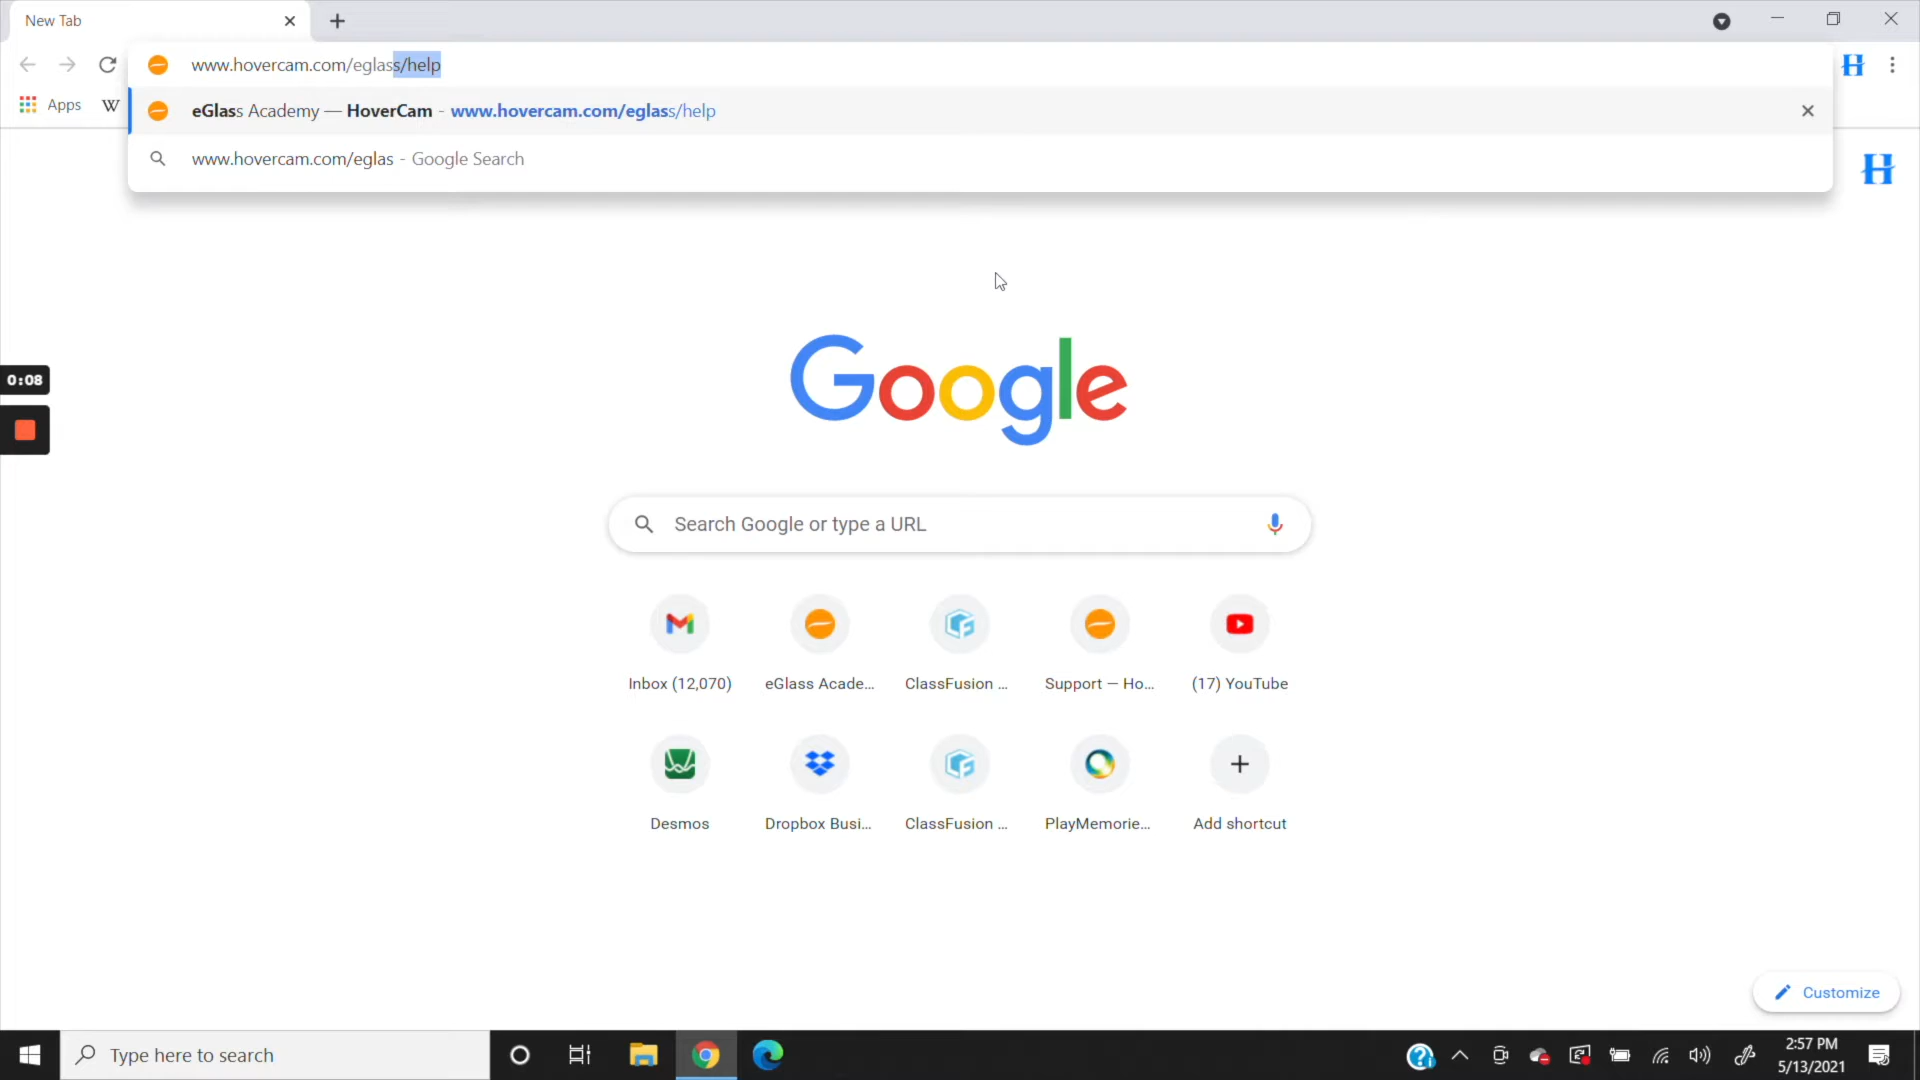 New Tab
www.hovercam.com/eglass/help
Apps
W
eGlass Academy — HoverCam - www.hovercam.com/eglass/help
www.hovercam.com/eglas - Google Search
H
H
0:08
Google
Search Google or type a URL
Inbox (12,070)
eGlass Acade...
ClassFusion ...
Support — Ho...
(17) YouTube
Desmos
Dropbox Busi...
ClassFusion ...
PlayMemorie...
Add shortcut
Customize
Type here to search
2:57 PM
5/13/2021